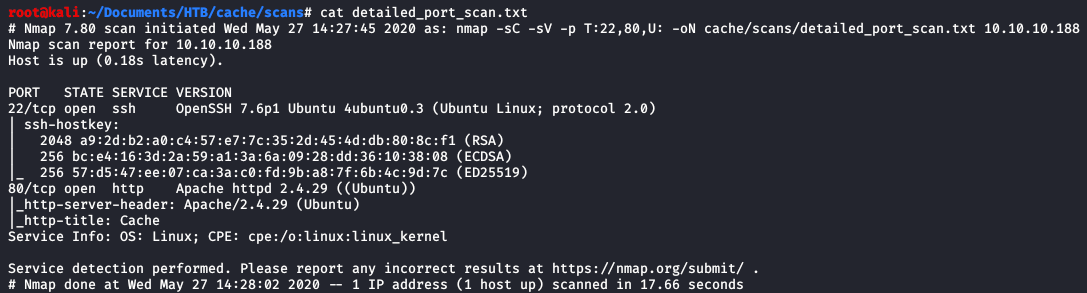 root@kali:~/Documents/HTB/cache/scans# cat detailed_port_scan.txt
# Nmap 7.80 scan initiated Wed May 27 14:27:45 2020 as: nmap -sC -sV -p T:22,80,U: -oN cache/scans/detailed_port_scan.txt 10.10.10.188
Nmap scan report for 10.10.10.188
Host is up (0.18s latency).

PORT   STATE SERVICE VERSION
22/tcp open  ssh     OpenSSH 7.6p1 Ubuntu 4ubuntu0.3 (Ubuntu Linux; protocol 2.0)
| ssh-hostkey:
|   2048 a9:2d:b2:a0:c4:57:e7:7c:35:2d:45:4d:db:80:8c:f1 (RSA)
|   256 bc:e4:16:3d:2a:59:a1:3a:6a:09:28:dd:36:10:38:08 (ECDSA)
|_  256 57:d5:47:ee:07:ca:3a:c0:fd:9b:a8:7f:6b:4c:9d:7c (ED25519)
80/tcp open  http    Apache httpd 2.4.29 ((Ubuntu))
|_http-server-header: Apache/2.4.29 (Ubuntu)
|_http-title: Cache
Service Info: OS: Linux; CPE: cpe:/o:linux:linux_kernel

Service detection performed. Please report any incorrect results at https://nmap.org/submit/ .
# Nmap done at Wed May 27 14:28:02 2020 -- 1 IP address (1 host up) scanned in 17.66 seconds